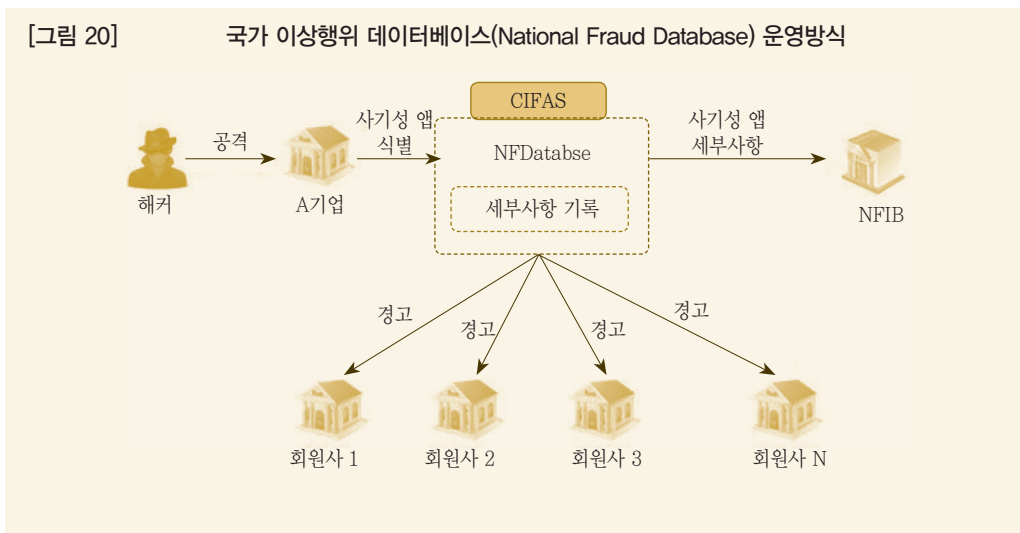 [그림 20] 국가 이상행위 데이터베이스(National Fraud Database) 운영방식
CIFAS
공격
사기성 앱
식별
사기성 앱
세부사항
NFDatabse
세부사항 기록
해커
A기업
NFIB
경고
경고
경고
경고
회원사 1
회원사 2
회원사 3
회원사 N